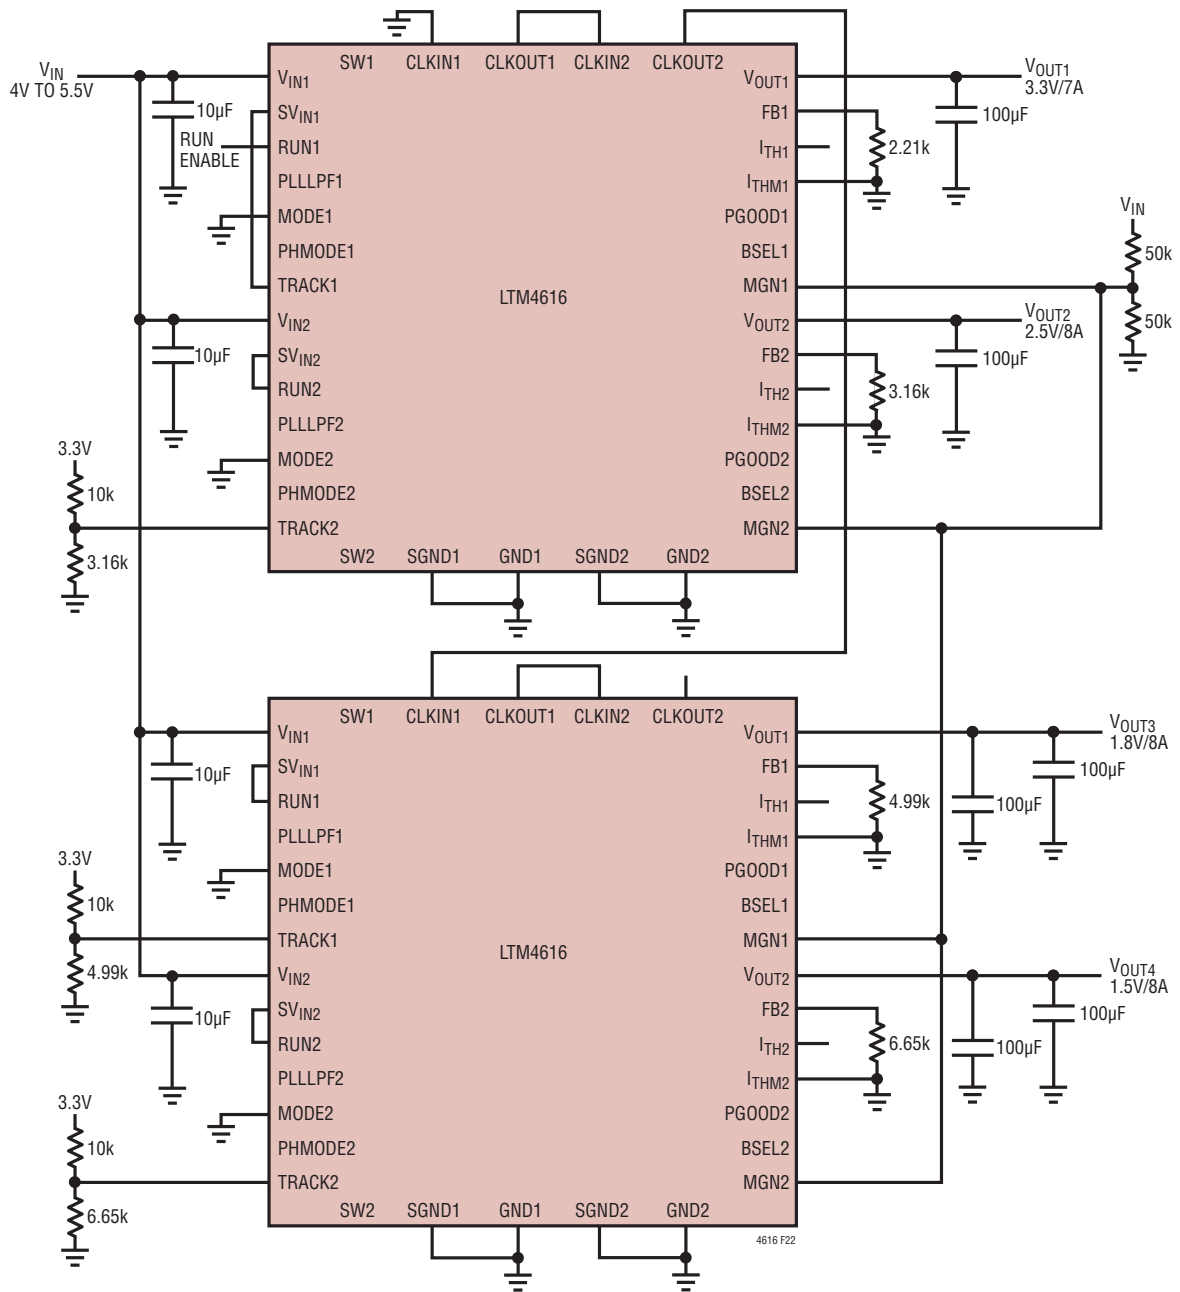 SW1 CLKIN1 CLKOUT1 CLKIN2 CLKOUT2
VIN
4V TO 5.5V
10µF
VIN1
SVIN1
RUN
ENABLE
RUN1
PLLLPF1
MODE1
PHMODE1
TRACK1
VIN2
10µF
SVIN2
RUN2
PLLLPF2
MODE2
PHMODE2
TRACK2
3.3V
10k
3.16k
LTM4616
VOUT1
FB1
ITH1
ITHM1
PGOOD1
BSEL1
MGN1
VOUT2
FB2
ITH2
ITHM2
PGOOD2
BSEL2
MGN2
2.21k
100µF
VOUT1
3.3V/7A
VIN
50k
50k
VOUT2
2.5V/8A
100µF
3.16k
SW2 SGND1 GND1 SGND2 GND2
SW1 CLKIN1 CLKOUT1 CLKIN2 CLKOUT2
VIN1
10µF
SVIN1
RUN1
PLLLPF1
MODE1
PHMODE1
TRACK1
3.3V
10k
4.99k
VIN2
10µF
SVIN2
RUN2
PLLLPF2
MODE2
PHMODE2
TRACK2
3.3V
10k
6.65k
LTM4616
VOUT1
FB1
ITH1
ITHM1
PGOOD1
BSEL1
MGN1
VOUT2
FB2
ITH2
ITHM2
PGOOD2
BSEL2
MGN2
4.99k
100µF
100µF
VOUT3
1.8V/8A
6.65k
100µF
100µF
VOUT4
1.5V/8A
SW2 SGND1 GND1 SGND2 GND2
4616 F22